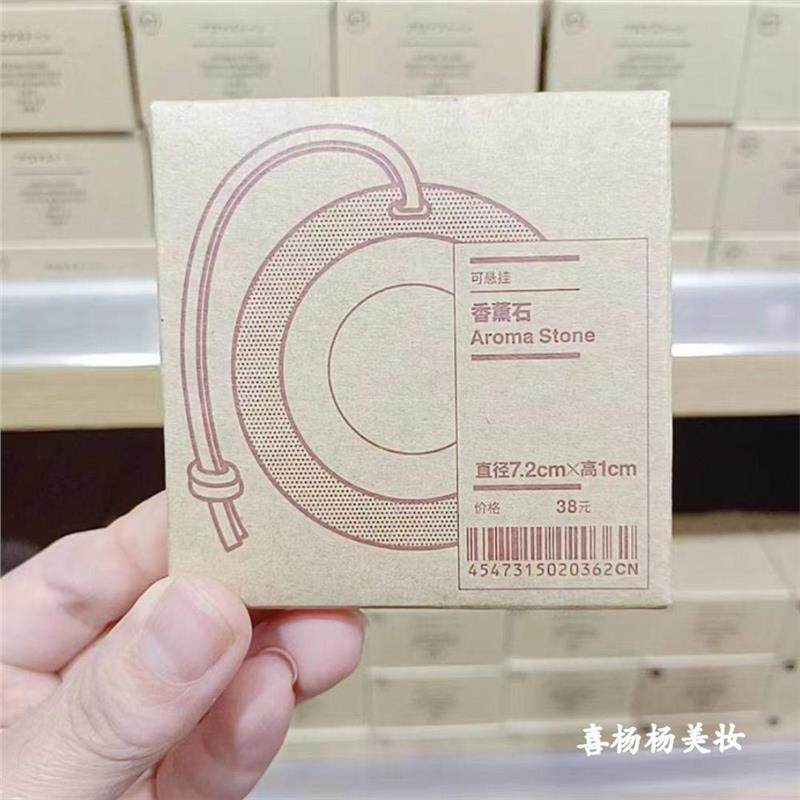 可悬挂
香薰石
Aroma Stone
直径7.2cm×高1cm
价格 38元
4547315020362CN
喜杨杨美妆